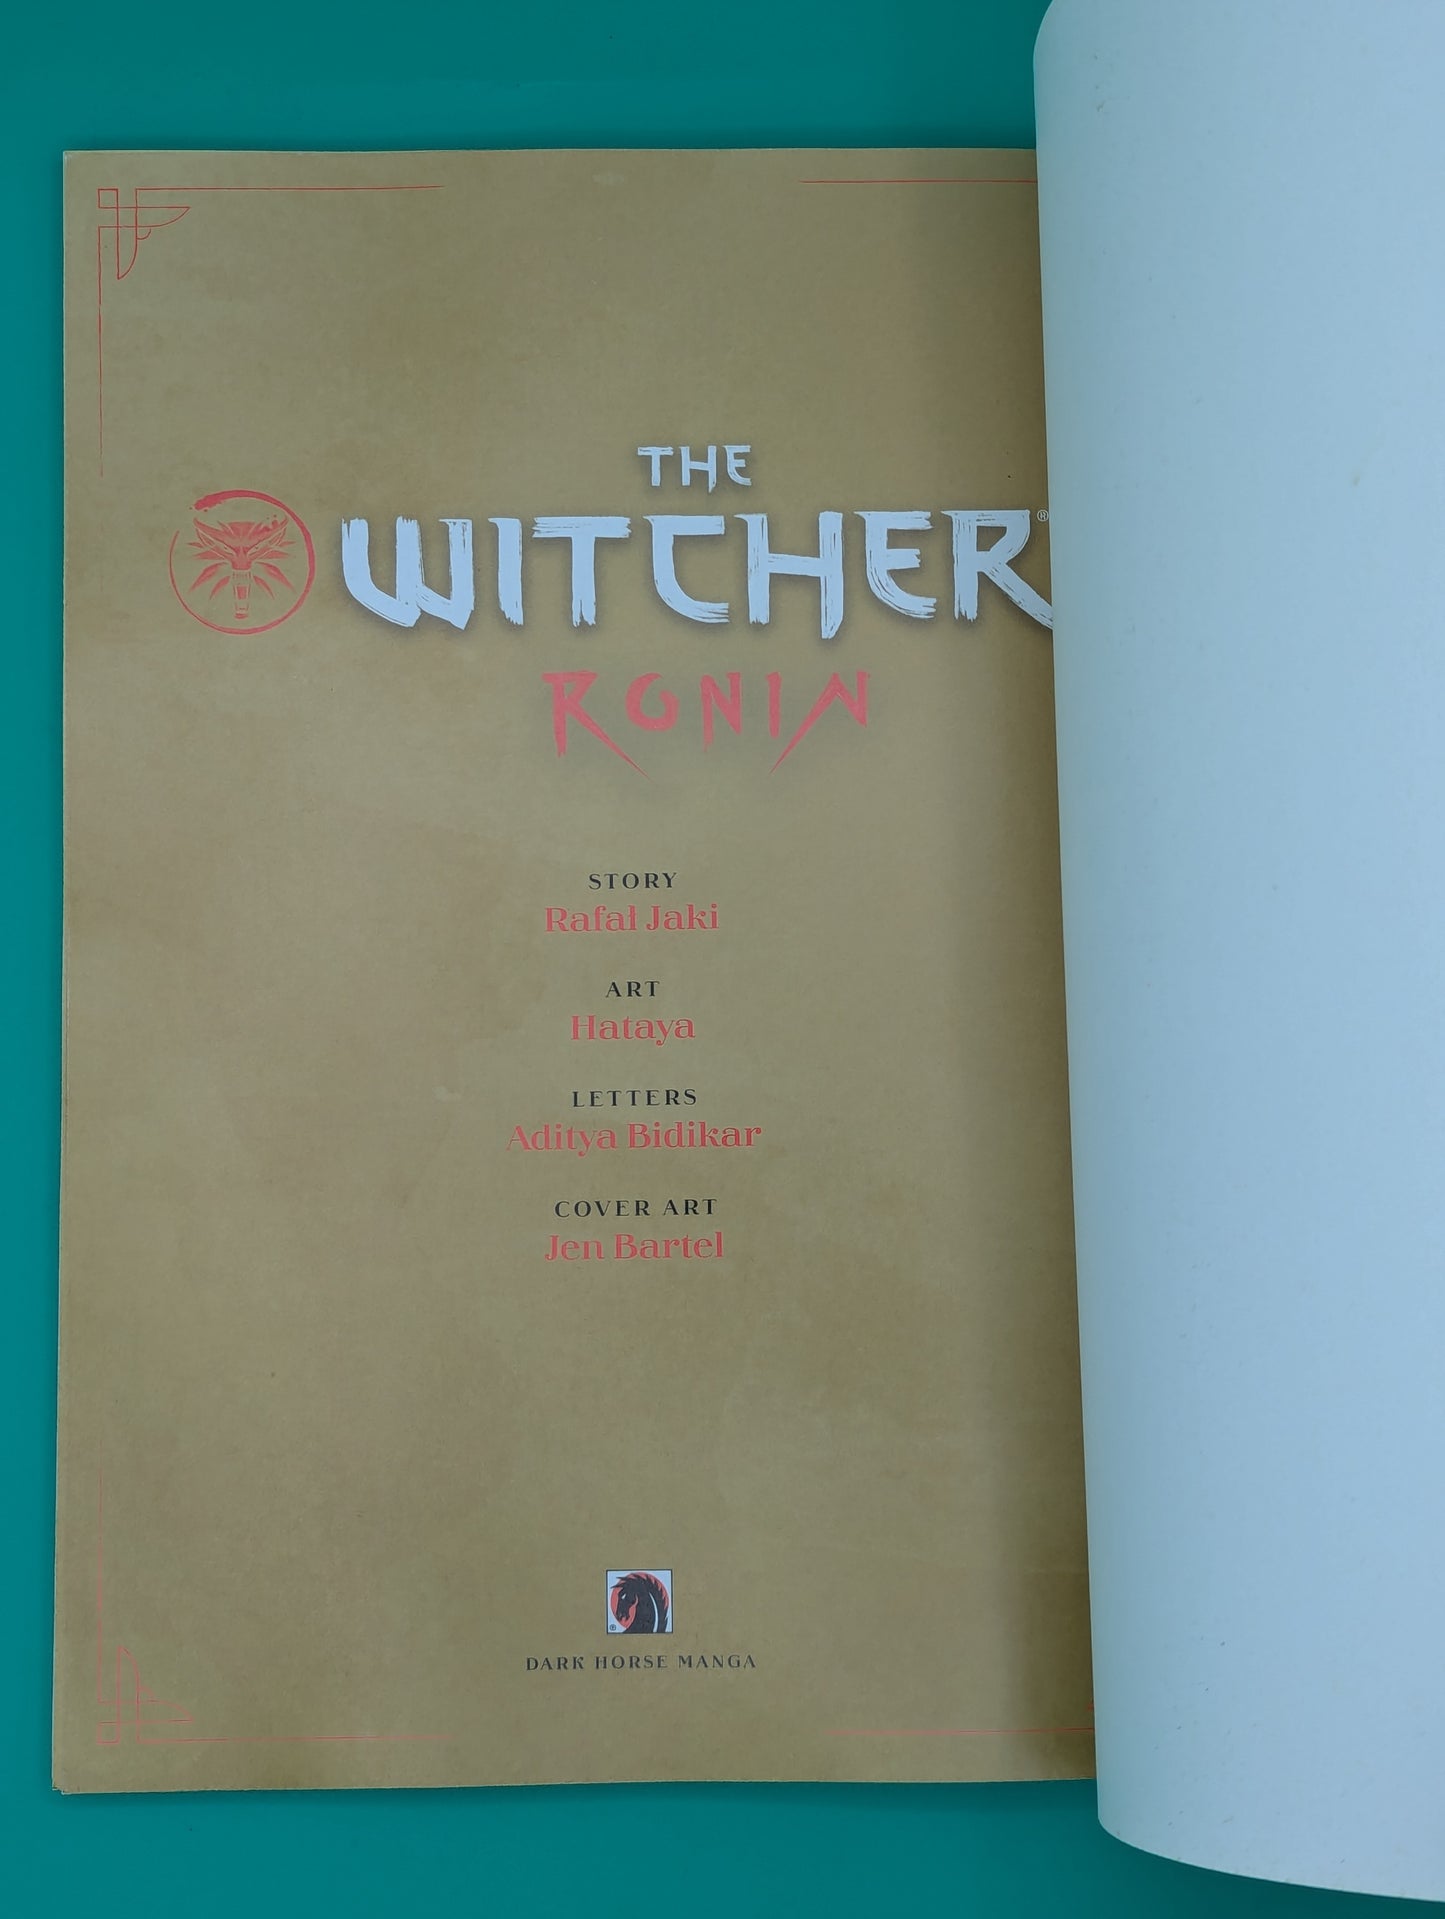 THE
WITCHER®
RONIN
STORY
Rafał Jaki
ART
Hataya
LETTERS
Aditya Bidikar
COVER ART
Jen Bartel
DARK HORSE MANGA